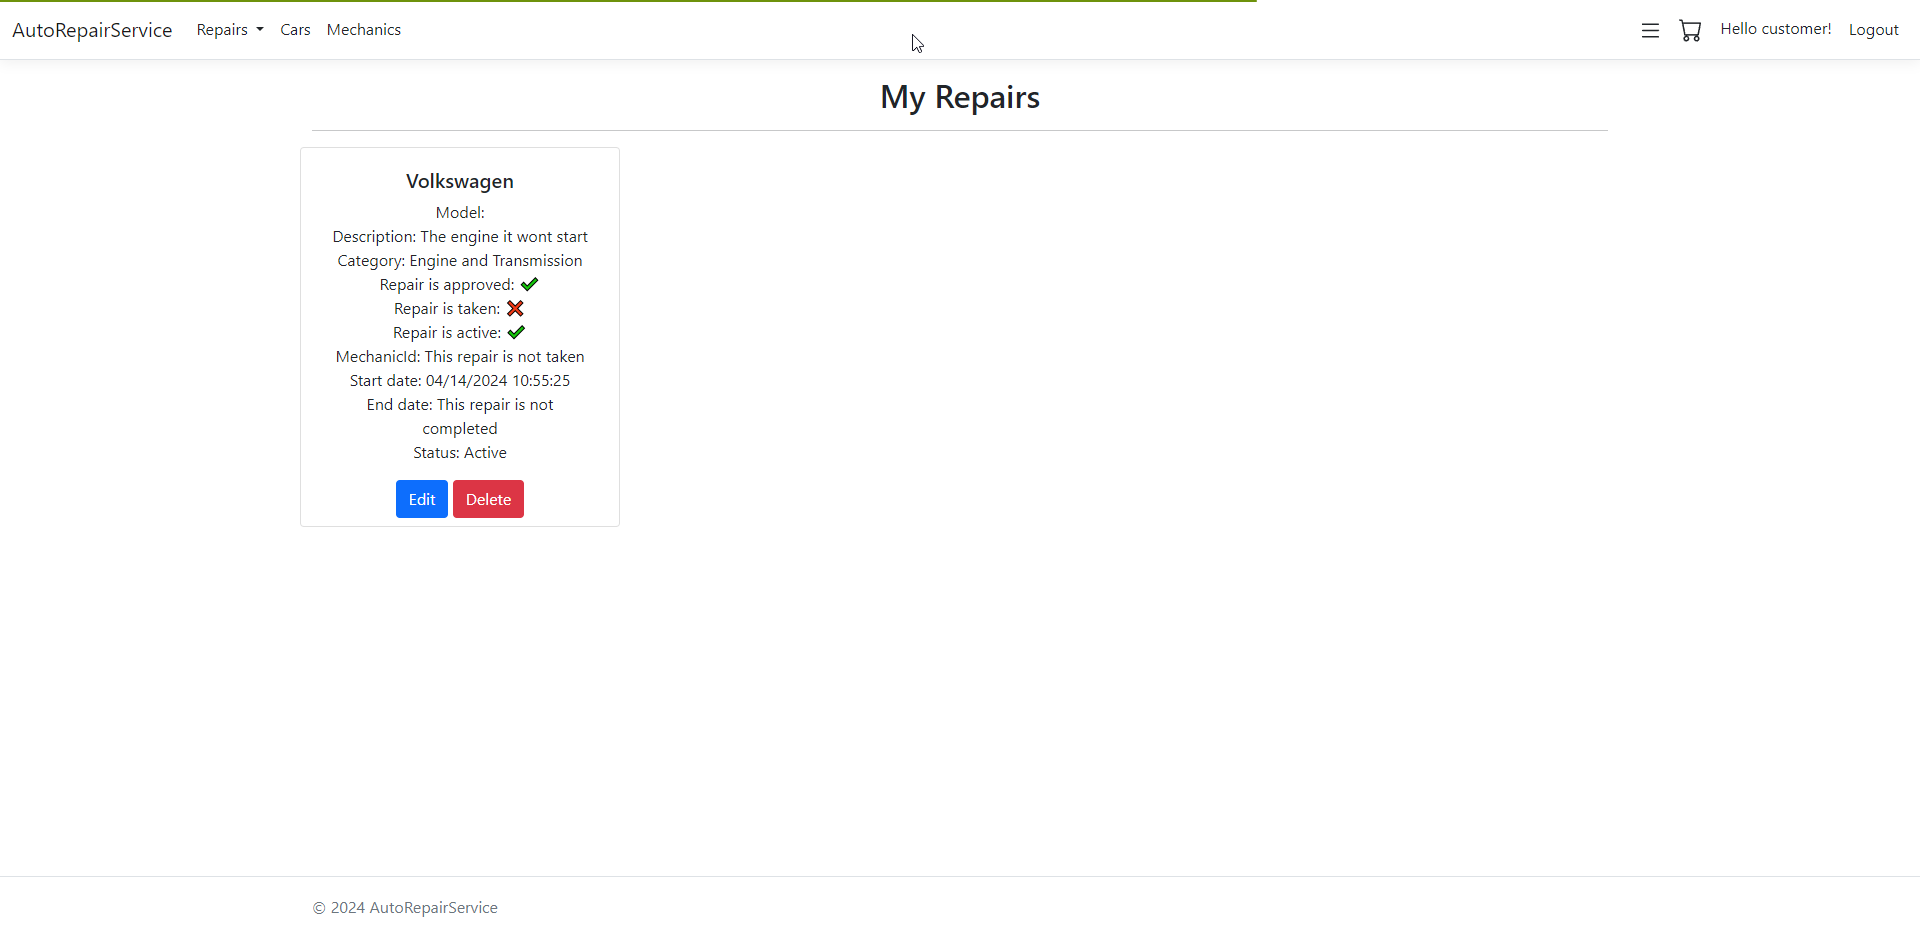 AutoRepairService Repairs Cars Mechanics Hello customer! Logout
My Repairs
Volkswagen
Model:
Description: The engine it wont start
Category: Engine and Transmission
Repair is approved:
Repair is taken:
Repair is active:
MechanicId: This repair is not taken
Start date: 04/14/2024 10:55:25
End date: This repair is not
completed
Status: Active
Edit Delete
© 2024 AutoRepairService